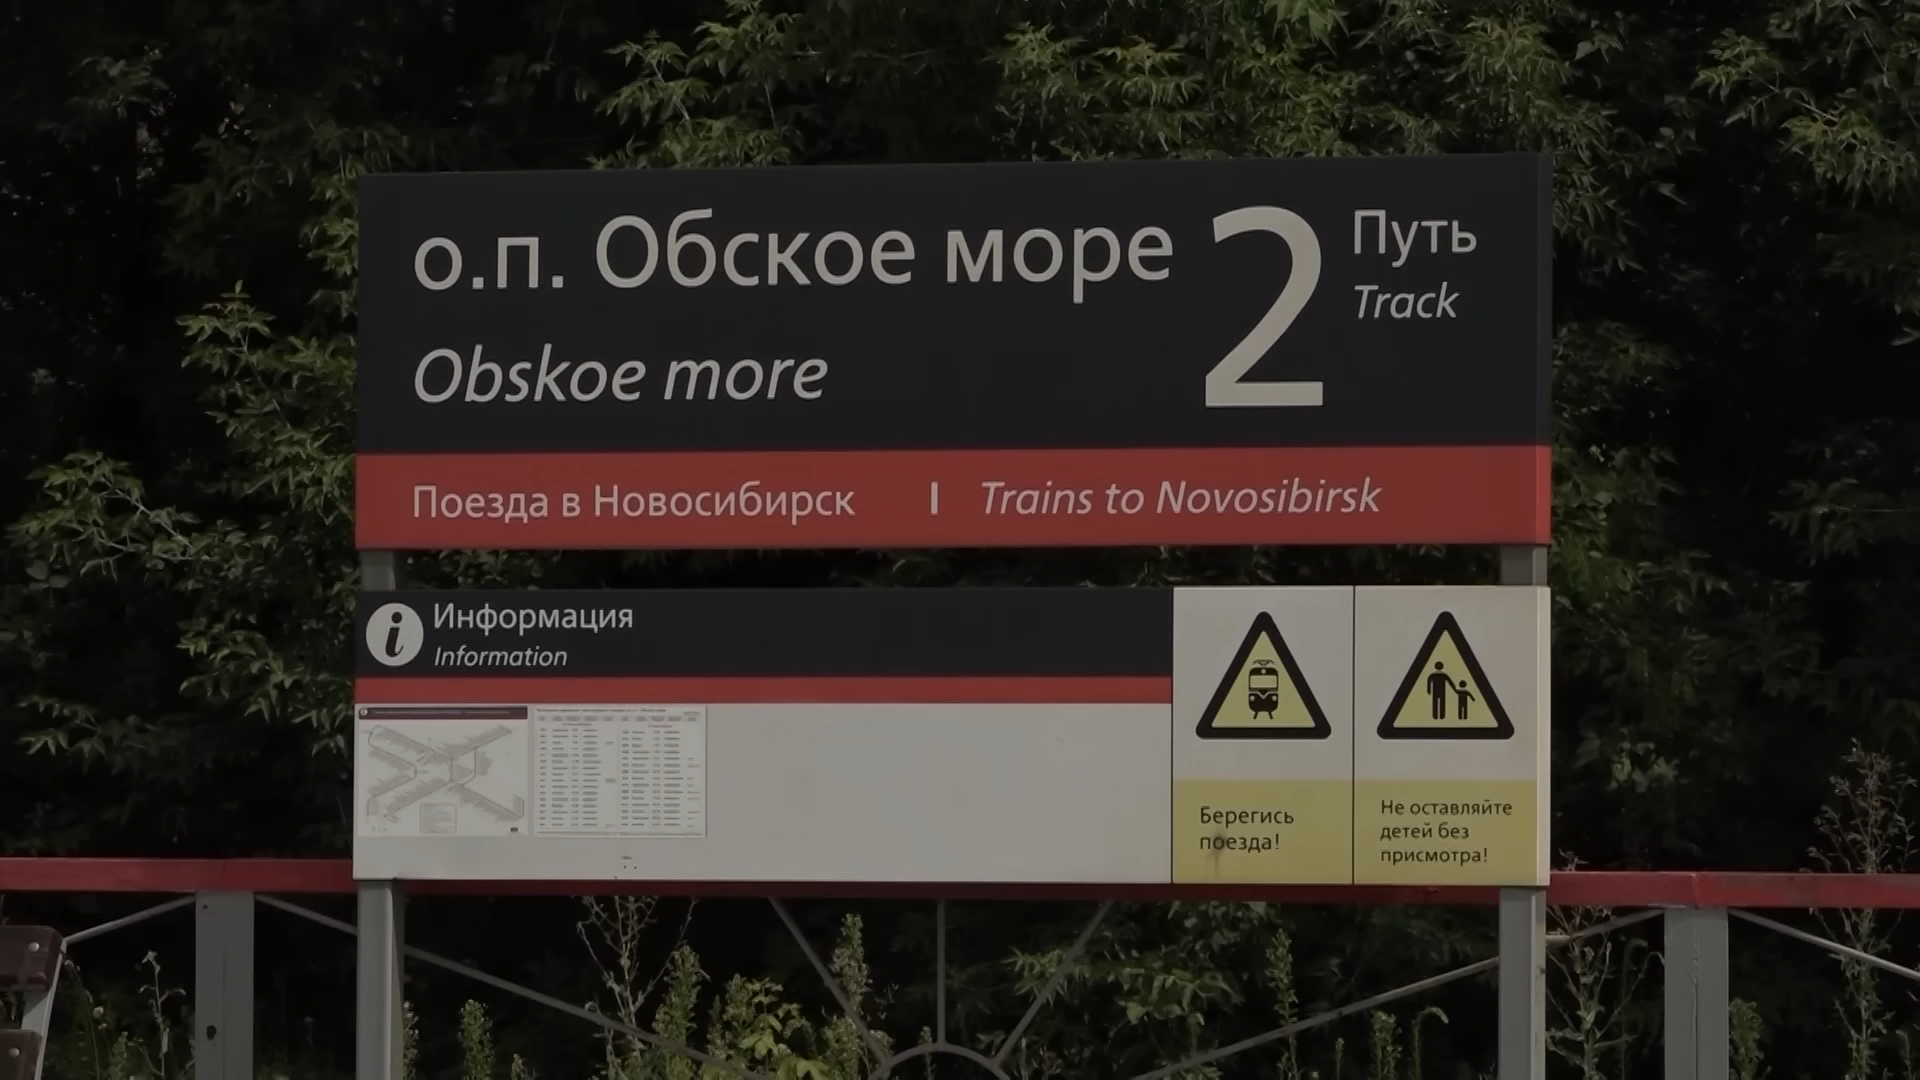 о.п. Обское море
Obskoe more
2
Путь
Track
Поезда в Новосибирск | Trains to Novosibirsk
i
Информация
Information
Берегись
поезда!
Не оставляйте
детей без
присмотра!